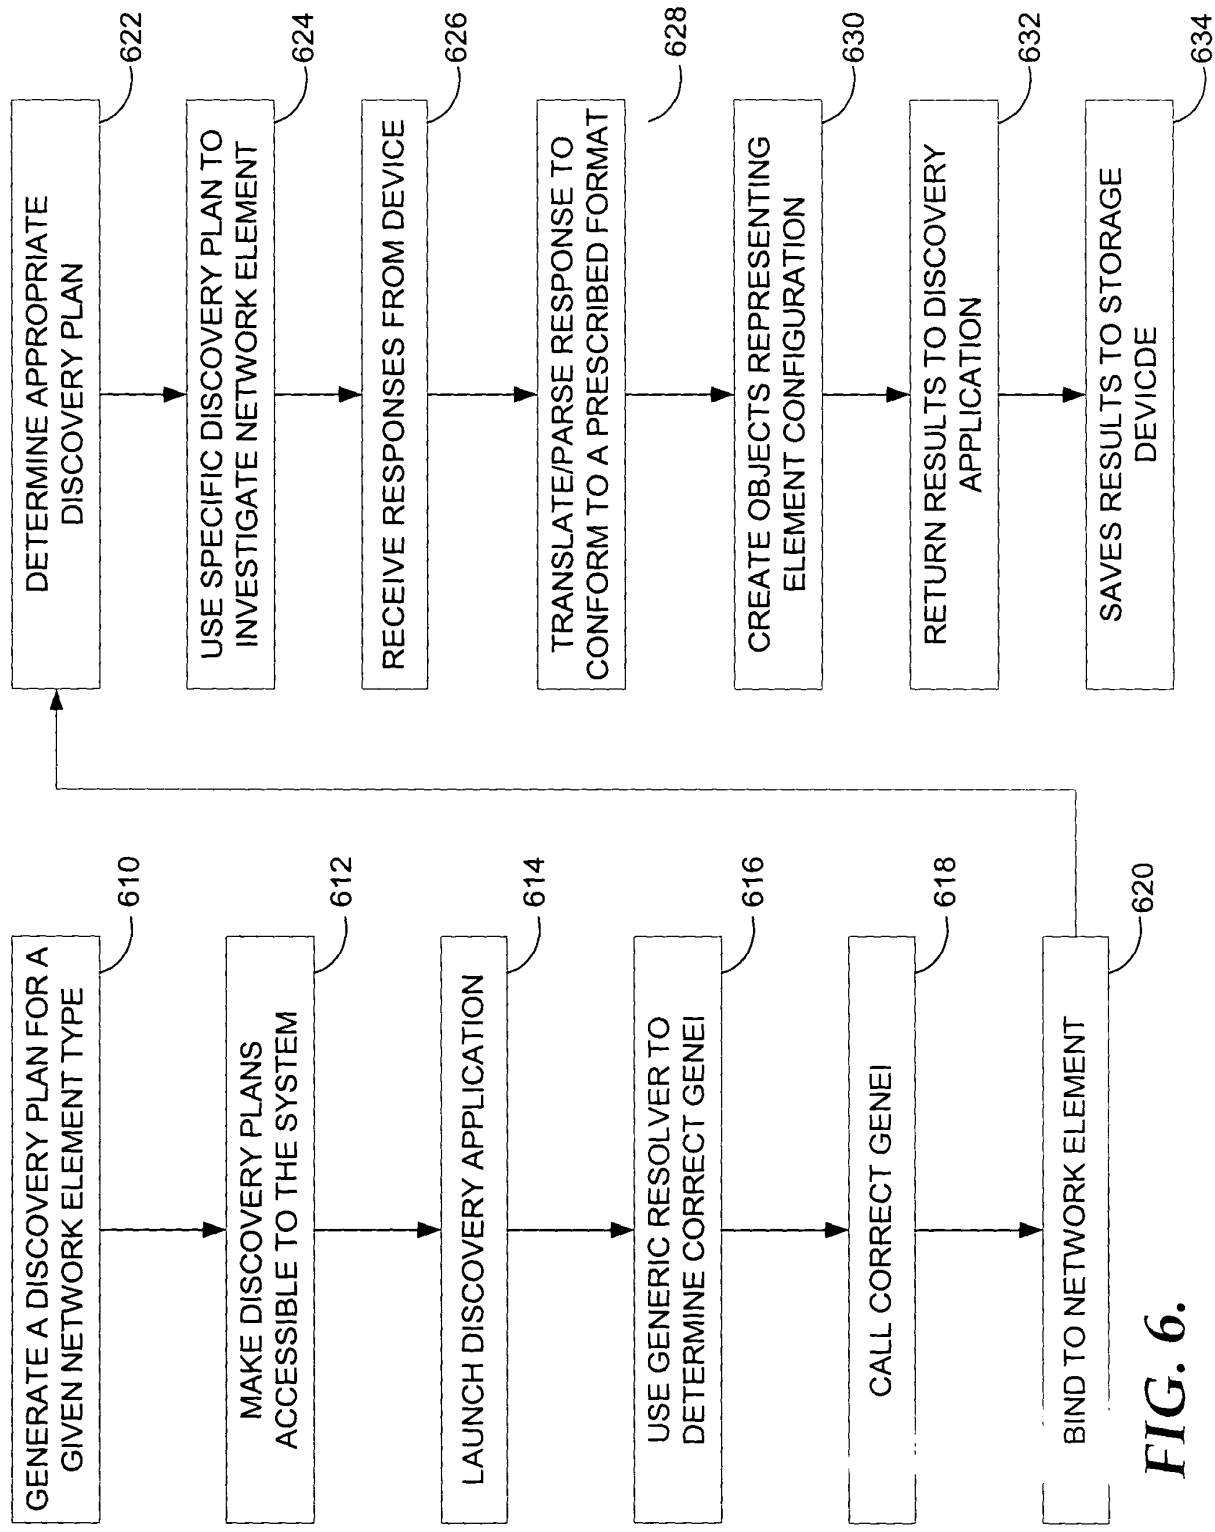 GENERATE A DISCOVERY PLAN FOR A
GIVEN NETWORK ELEMENT TYPE
610
MAKE DISCOVERY PLANS
ACCESSIBLE TO THE SYSTEM
612
LAUNCH DISCOVERY APPLICATION
614
USE GENERIC RESOLVER TO
DETERMINE CORRECT GENEI
616
CALL CORRECT GENEI
618
BIND TO NETWORK ELEMENT
620
DETERMINE APPROPRIATE
DISCOVERY PLAN
622
USE SPECIFIC DISCOVERY PLAN TO
INVESTIGATE NETWORK ELEMENT
624
RECEIVE RESPONSES FROM DEVICE
626
TRANSLATE/PARSE RESPONSE TO
CONFORM TO A PRESCRIBED FORMAT
628
CREATE OBJECTS REPRESENTING
ELEMENT CONFIGURATION
630
RETURN RESULTS TO DISCOVERY
APPLICATION
632
SAVES RESULTS TO STORAGE
DEVICDE
634
FIG. 6.